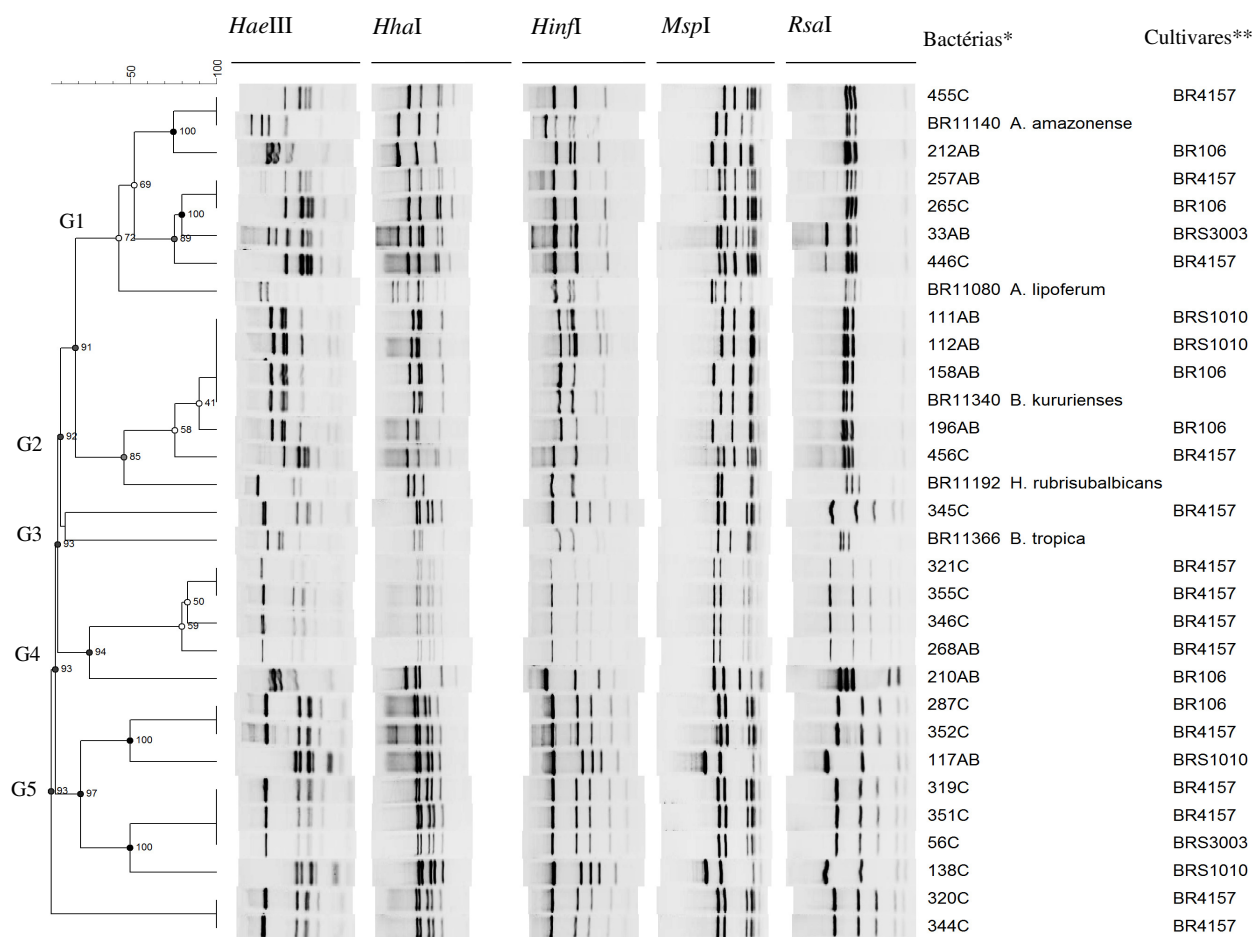 HaeIII HhaI HinfI MspI RsaI Bactérias* Cultivares**
50 100
455C BR4157
BR11140 A. amazonense
100
212AB BR106
257AB BR4157
69
265C BR106
100
G1
33AB BRS3003
72 89
446C BR4157
BR11080 A. lipoferum
111AB BRS1010
112AB BRS1010
91
158AB BR106
BR11340 B. kururienses
41
196AB BR106
58
G2 92
456C BR4157
85
BR11192 H. rubrisubalbicans
345C BR4157
G3
BR11366 B. tropica
93
321C BR4157
355C BR4157
50
346C BR4157
59
268AB BR4157
G4 94
93
210AB BR106
287C BR106
352C BR4157
100
117AB BRS1010
319C BR4157
G5 93 97
351C BR4157
56C BRS3003
100
138C BRS1010
320C BR4157
344C BR4157